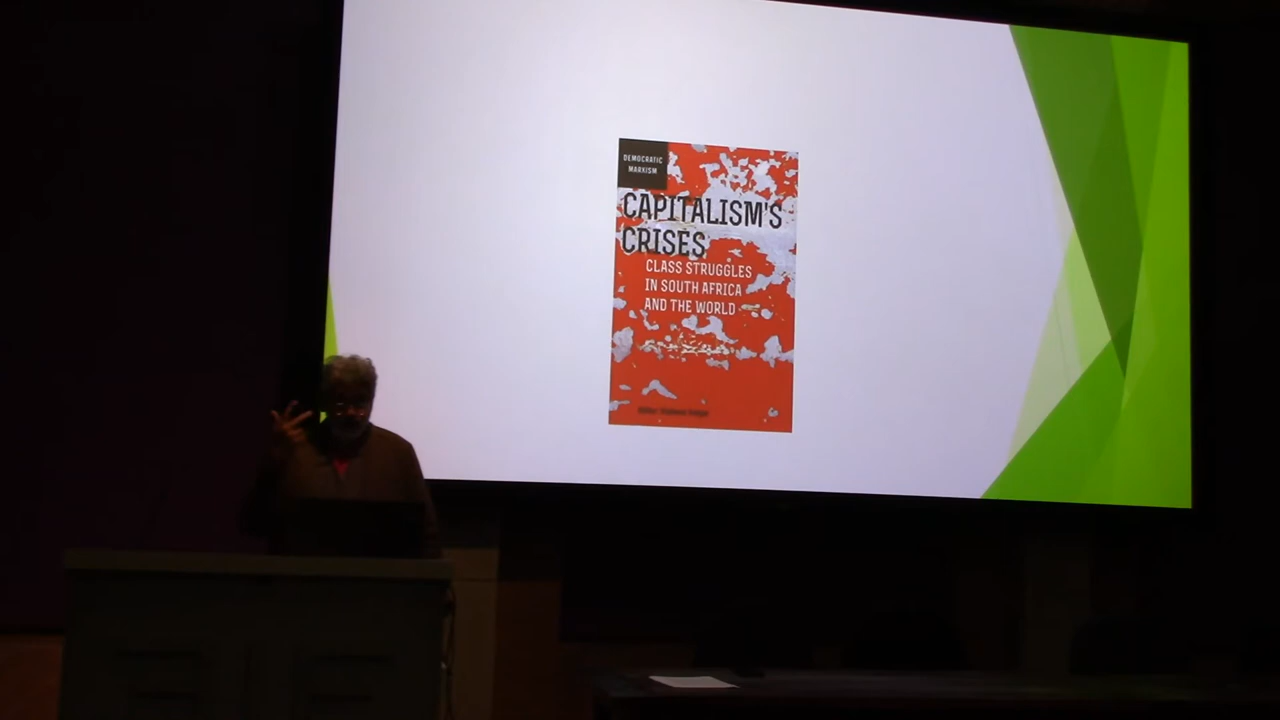 DEMOCRATIC
MARXISM
CAPITALISM'S
CRISES
CLASS STRUGGLES
IN SOUTH AFRICA
AND THE WORLD